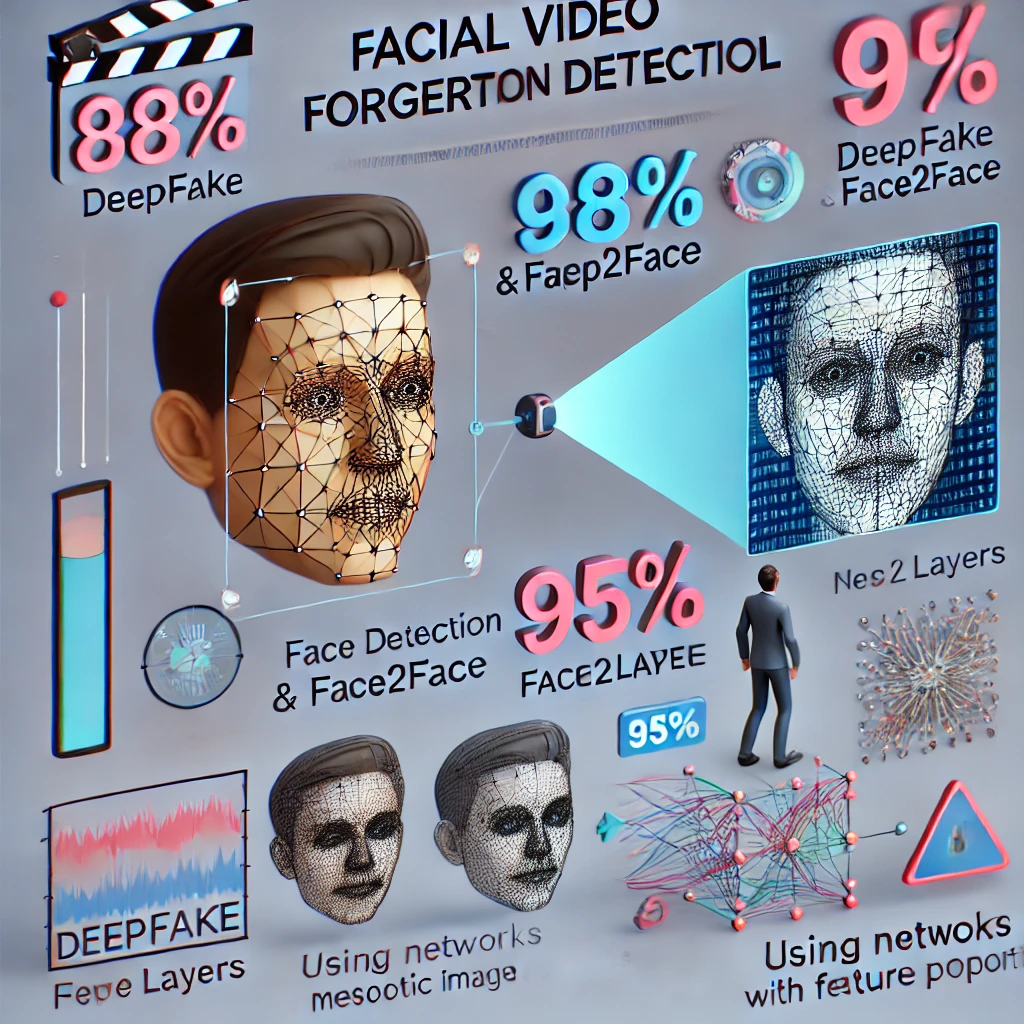 FACIAL VIDEO
FORGERTON DETECTIOL
88%
DeepFake
98%
& Faep2Face
9%
DeepFake
Face2Face
Face Detection
& Face2Face
95%
FACE2LAYEE
Nes2 Layers
95%
DEEPFAKE
Fepe Layers
Using networks
mesootic image
Using netwoks
with feature poporti